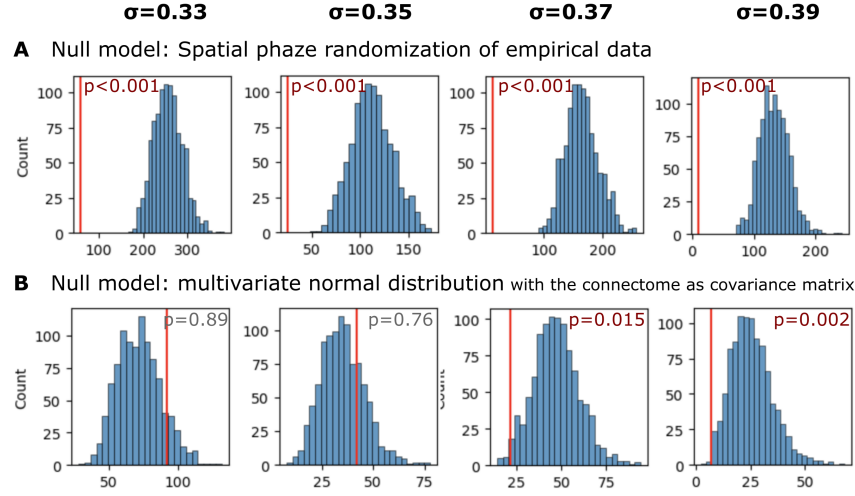 σ=0.33 σ=0.35 σ=0.37 σ=0.39
A Null model: Spatial phaze randomization of empirical data
p<0.001 p<0.001 p<0.001 p<0.001
Count
100 100 100 100
75 75 75 75
50 50 50 50
25 25 25 25
0 0 0 0
100 200 300 50 100 150 100 200 0 100 200
B Null model: multivariate normal distribution with the connectome as covariance matrix
p=0.89 p=0.76 p=0.015 p=0.002
Count
100 100 100 100
75 75 75 75
50 50 50 50
25 25 25 25
0 0 0 0
50 100 25 50 75 25 50 75 0 50